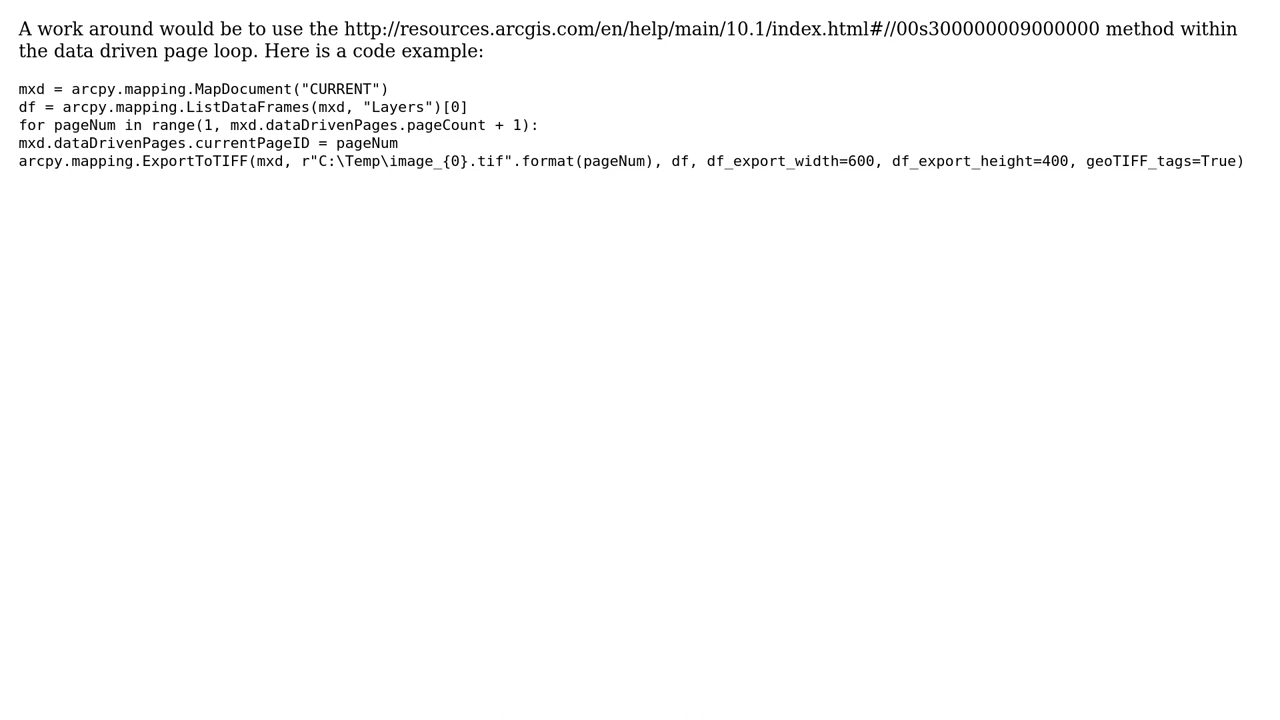 A work around would be to use the http://resources.arcgis.com/en/help/main/10.1/index.html#//00s300000009000000 method within
the data driven page loop. Here is a code example:
mxd = arcpy.mapping.MapDocument("CURRENT")
df = arcpy.mapping.ListDataFrames(mxd, "Layers")[0]
for pageNum in range(1, mxd.dataDrivenPages.pageCount + 1):
mxd.dataDrivenPages.currentPageID = pageNum
arcpy.mapping.ExportToTIFF(mxd, r"C:\Temp\image_{0}.tif".format(pageNum), df, df_export_width=600, df_export_height=400, geoTIFF_tags=True)